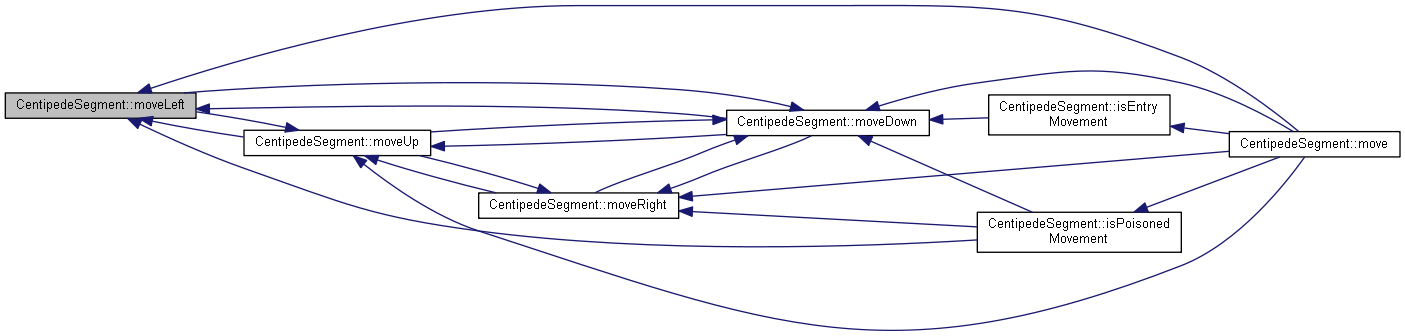 CentipedeSegment::moveLeft
CentipedeSegment::moveUp
CentipedeSegment::moveRight
CentipedeSegment::moveDown
CentipedeSegment::isEntry
Movement
CentipedeSegment::isPoisoned
Movement
CentipedeSegment::move